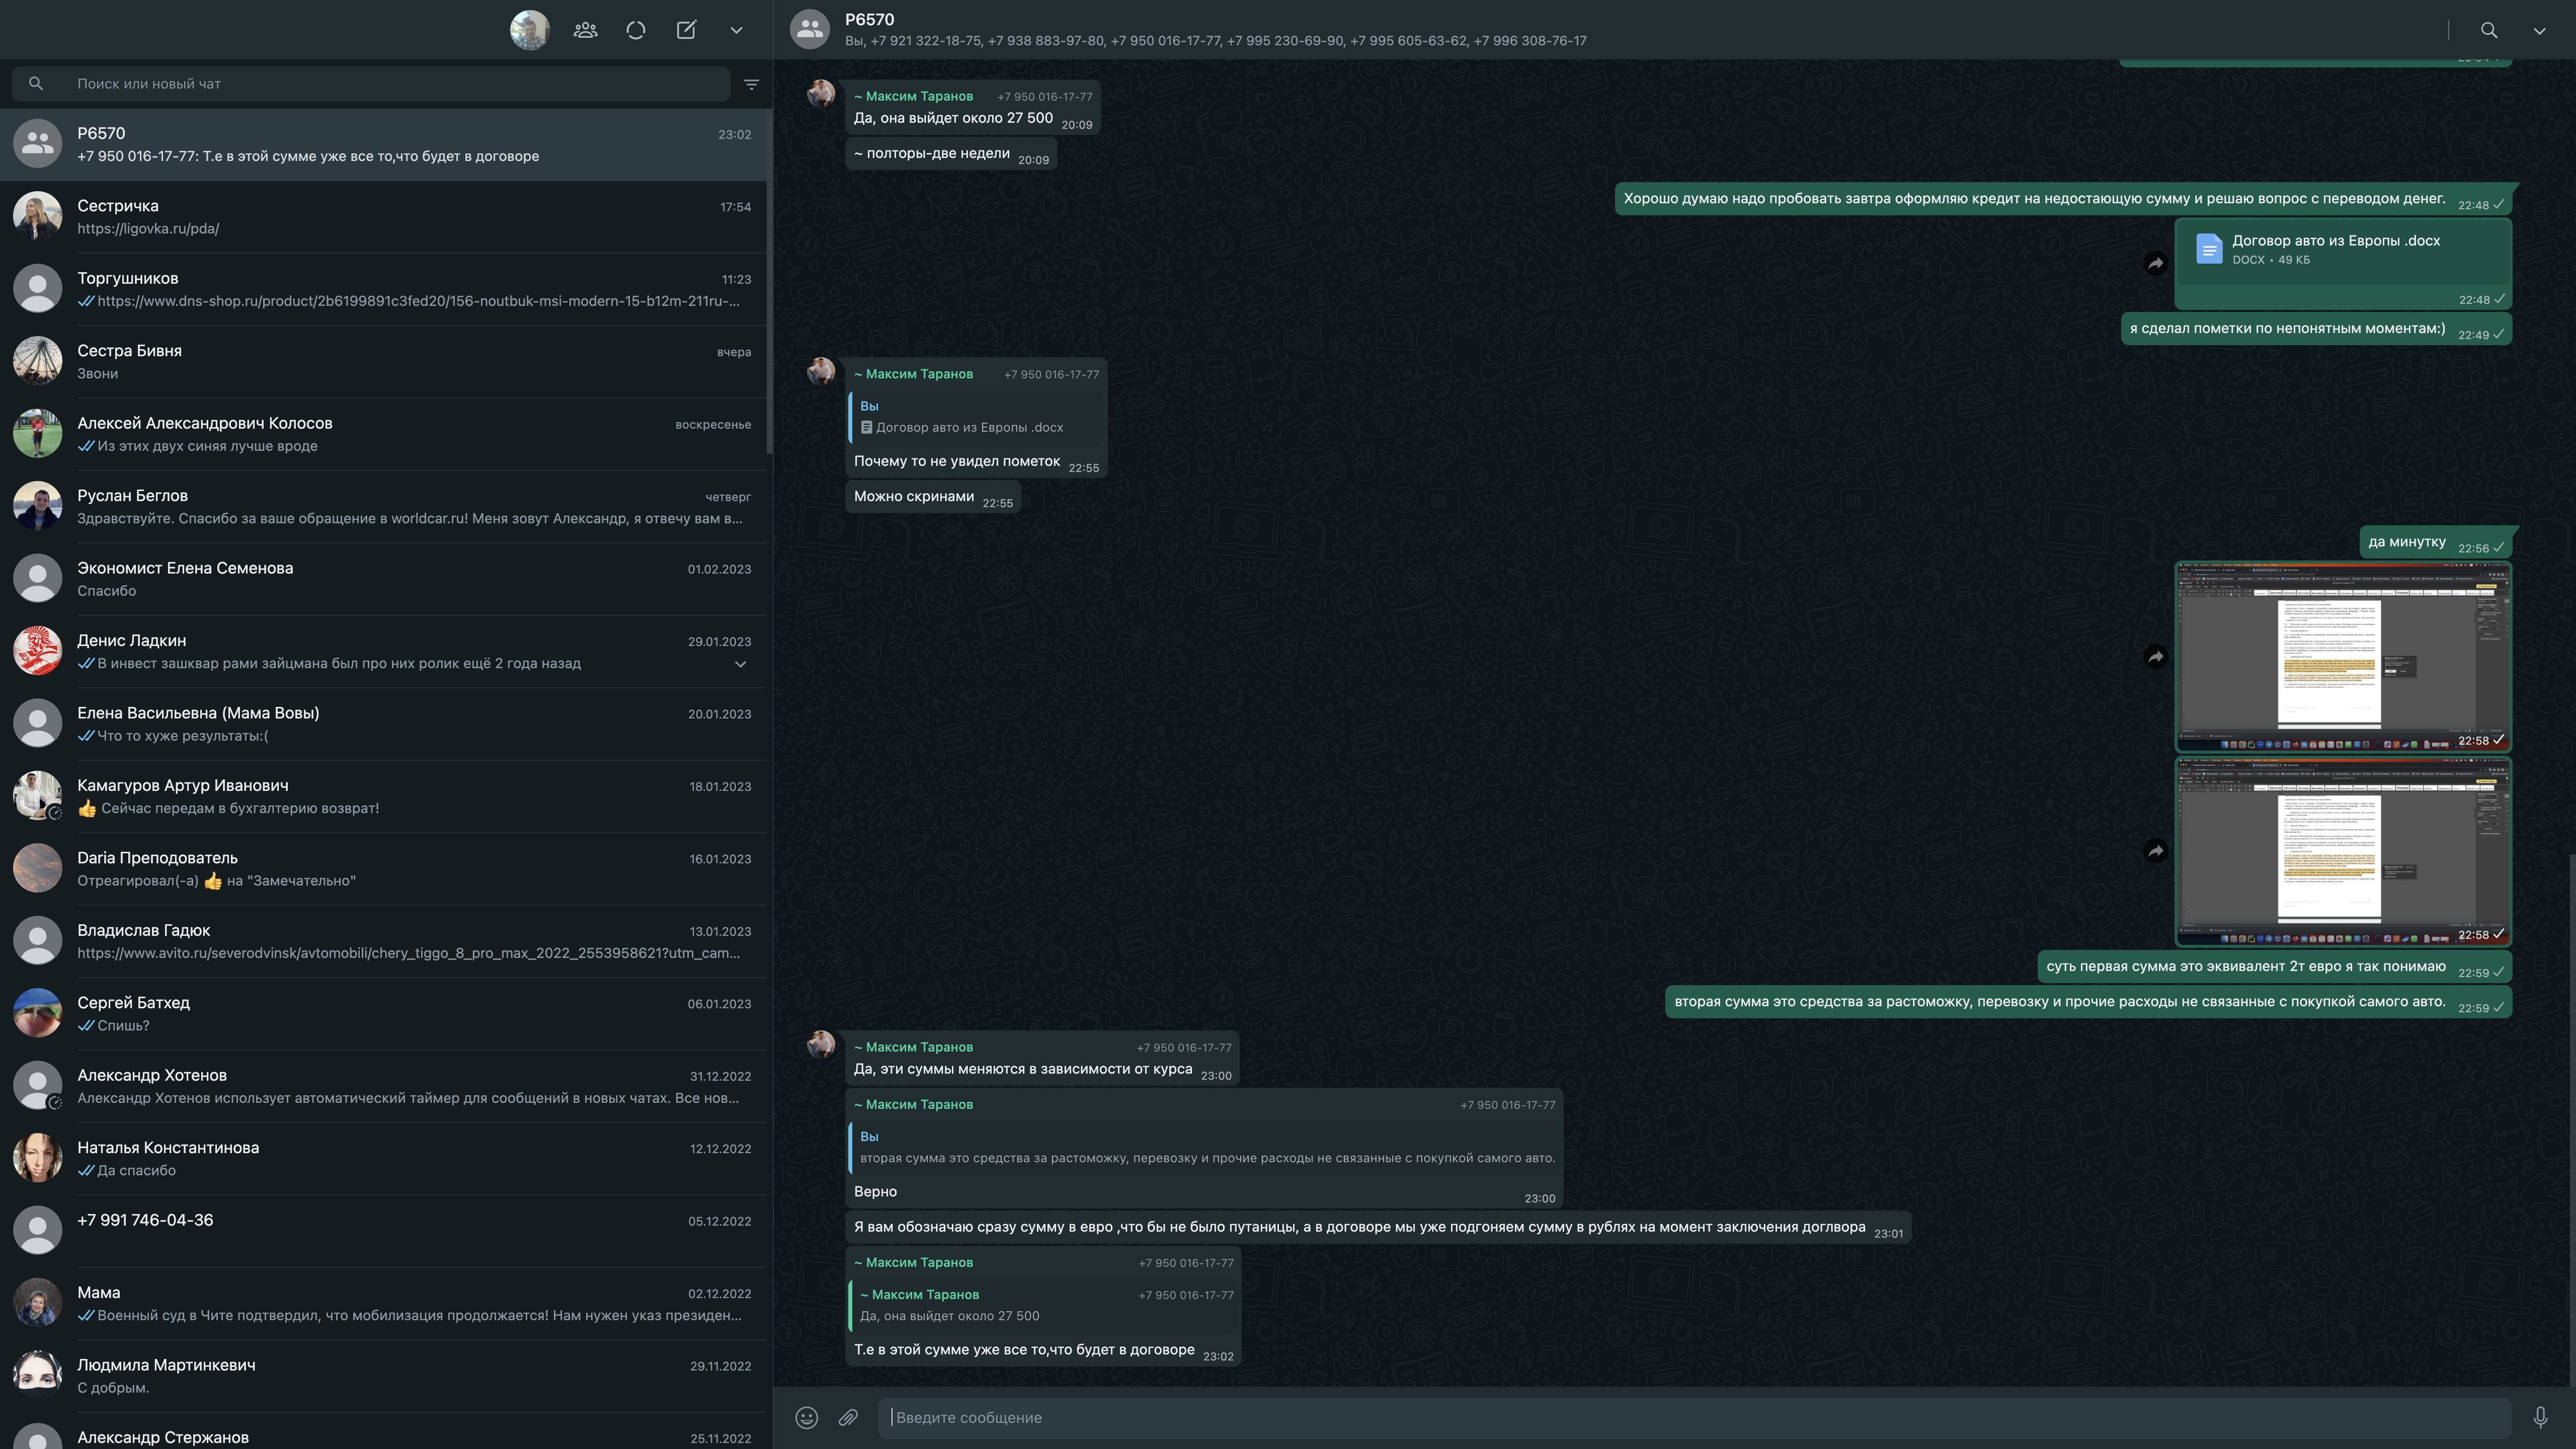 Поиск или новый чат
P6570
23:02
+7 950 016-17-77: Т.е в этой сумме уже все то,что будет в договоре
Сестричка
17:54
https://ligovka.ru/pda/
Торгушников
11:23
https://www.dns-shop.ru/product/2b6199891c3fed20/156-noutbuk-msi-modern-15-b12m-211ru-...
Сестра Бивня
вчера
Звони
Алексей Александрович Колосов
воскресенье
Из этих двух синяя лучше вроде
Руслан Беглов
четверг
Здравствуйте. Спасибо за ваше обращение в worldcar.ru! Меня зовут Александр, я отвечу вам в...
Экономист Елена Семенова
01.02.2023
Спасибо
Денис Ладкин
29.01.2023
В инвест зашквар рами зайцмана был про них ролик ещё 2 года назад
Елена Васильевна (Мама Вовы)
20.01.2023
Что то хуже результаты:(
Камагуров Артур Иванович
18.01.2023
👍 Сейчас передам в бухгалтерию возврат!
Daria Преподователь
16.01.2023
Отреагировал(-а) 👍 на "Замечательно"
Владислав Гадюк
13.01.2023
https://www.avito.ru/severodvinsk/avtomobili/chery_tiggo_8_pro_max_2022_2553958621?utm_cam...
Сергей Батхед
06.01.2023
Спишь?
Александр Хотенов
31.12.2022
Александр Хотенов использует автоматический таймер для сообщений в новых чатах. Все нов...
Наталья Константинова
12.12.2022
Да спасибо
+7 991 746-04-36
05.12.2022
Мама
02.12.2022
Военный суд в Чите подтвердил, что мобилизация продолжается! Нам нужен указ президен...
Людмила Мартинкевич
29.11.2022
С добрым.
Александр Стержанов
25.11.2022
P6570
Вы, +7 921 322-18-75, +7 938 883-97-80, +7 950 016-17-77, +7 995 230-69-90, +7 995 605-63-62, +7 996 308-76-17
~ Максим Таранов +7 950 016-17-77
Да, она выйдет около 27 500 20:09
~ полторы-две недели 20:09
Хорошо думаю надо пробовать завтра оформляю кредит на недостающую сумму и решаю вопрос с переводом денег. 22:48
Договор авто из Европы .docx
DOCX • 49 КБ
22:48
я сделал пометки по непонятным моментам:) 22:49
~ Максим Таранов +7 950 016-17-77
Вы
Договор авто из Европы .docx
Почему то не увидел пометок 22:55
Можно скринами 22:55
да минутку 22:56
22:58
22:58
суть первая сумма это эквивалент 2т евро я так понимаю 22:59
вторая сумма это средства за растоможку, перевозку и прочие расходы не связанные с покупкой самого авто. 22:59
~ Максим Таранов +7 950 016-17-77
Да, эти суммы меняются в зависимости от курса 23:00
~ Максим Таранов +7 950 016-17-77
Вы
вторая сумма это средства за растоможку, перевозку и прочие расходы не связанные с покупкой самого авто.
Верно 23:00
Я вам обозначаю сразу сумму в евро ,что бы не было путаницы, а в договоре мы уже подгоняем сумму в рублях на момент заключения доглвора 23:01
~ Максим Таранов +7 950 016-17-77
~ Максим Таранов +7 950 016-17-77
Да, она выйдет около 27 500
Т.е в этой сумме уже все то,что будет в договоре 23:02
Введите сообщение